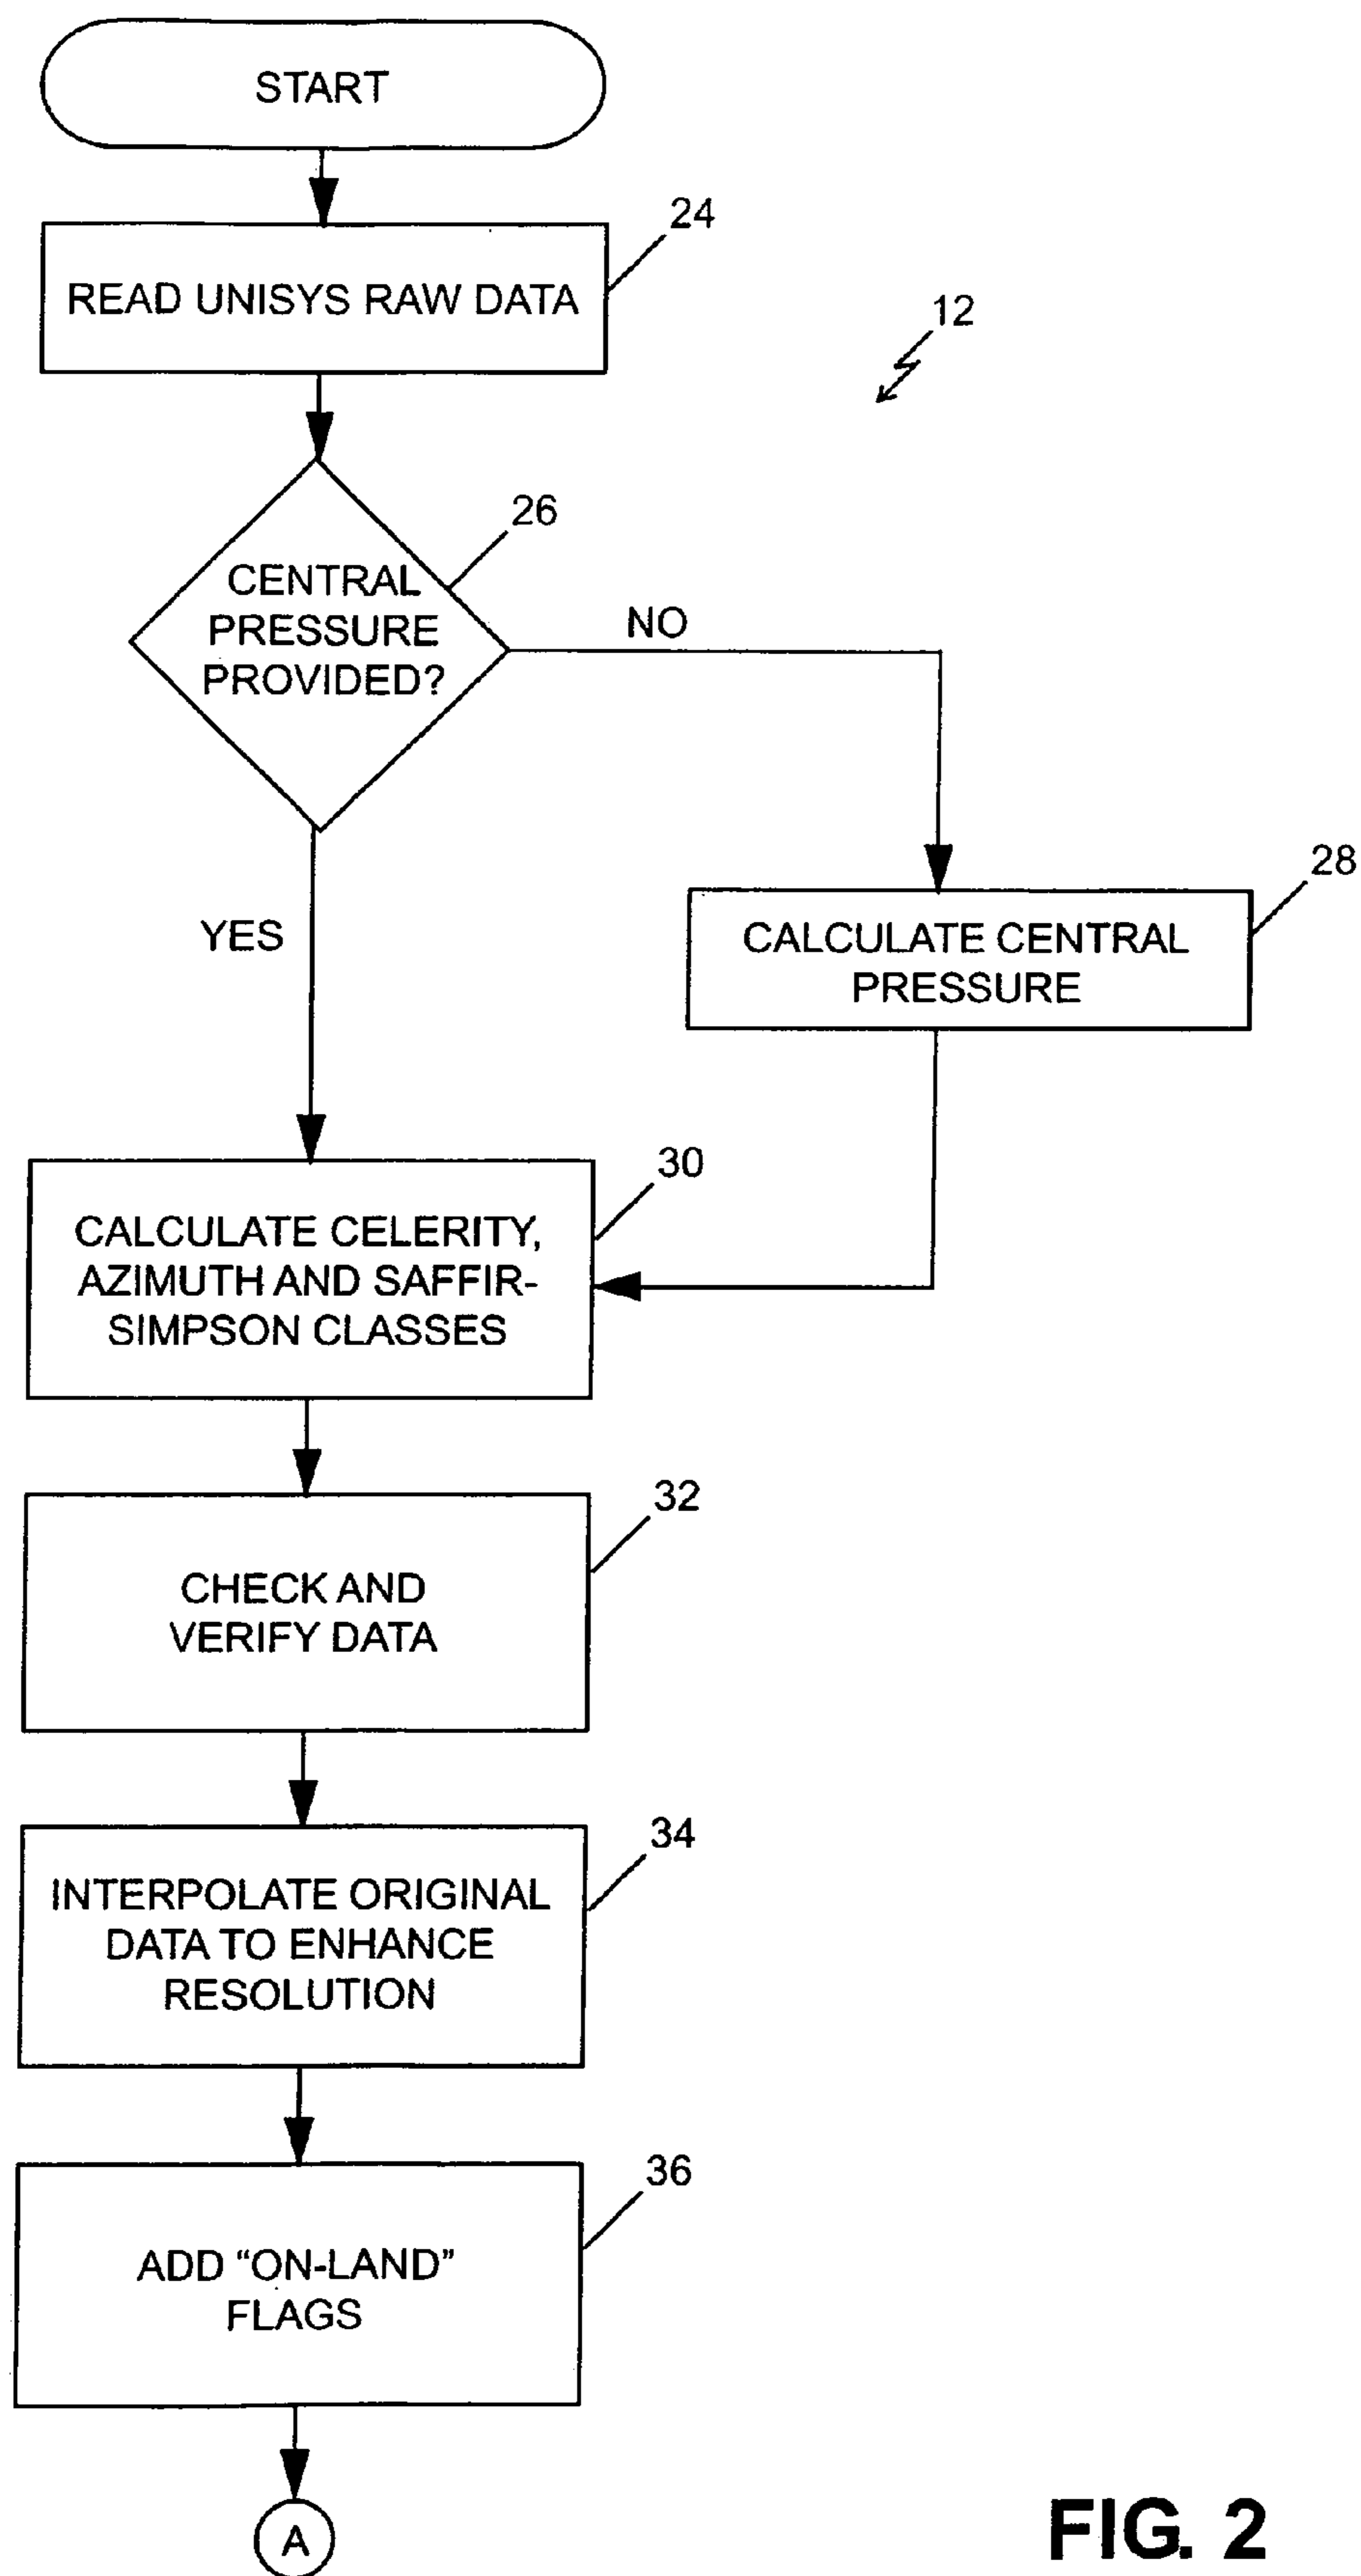 START
24
READ UNISYS RAW DATA
12
26
CENTRAL
PRESSURE
PROVIDED?
NO
28
CALCULATE CENTRAL
PRESSURE
YES
30
CALCULATE CELERITY,
AZIMUTH AND SAFFIR-
SIMPSON CLASSES
32
CHECK AND
VERIFY DATA
34
INTERPOLATE ORIGINAL
DATA TO ENHANCE
RESOLUTION
36
ADD “ON-LAND”
FLAGS
A
FIG. 2